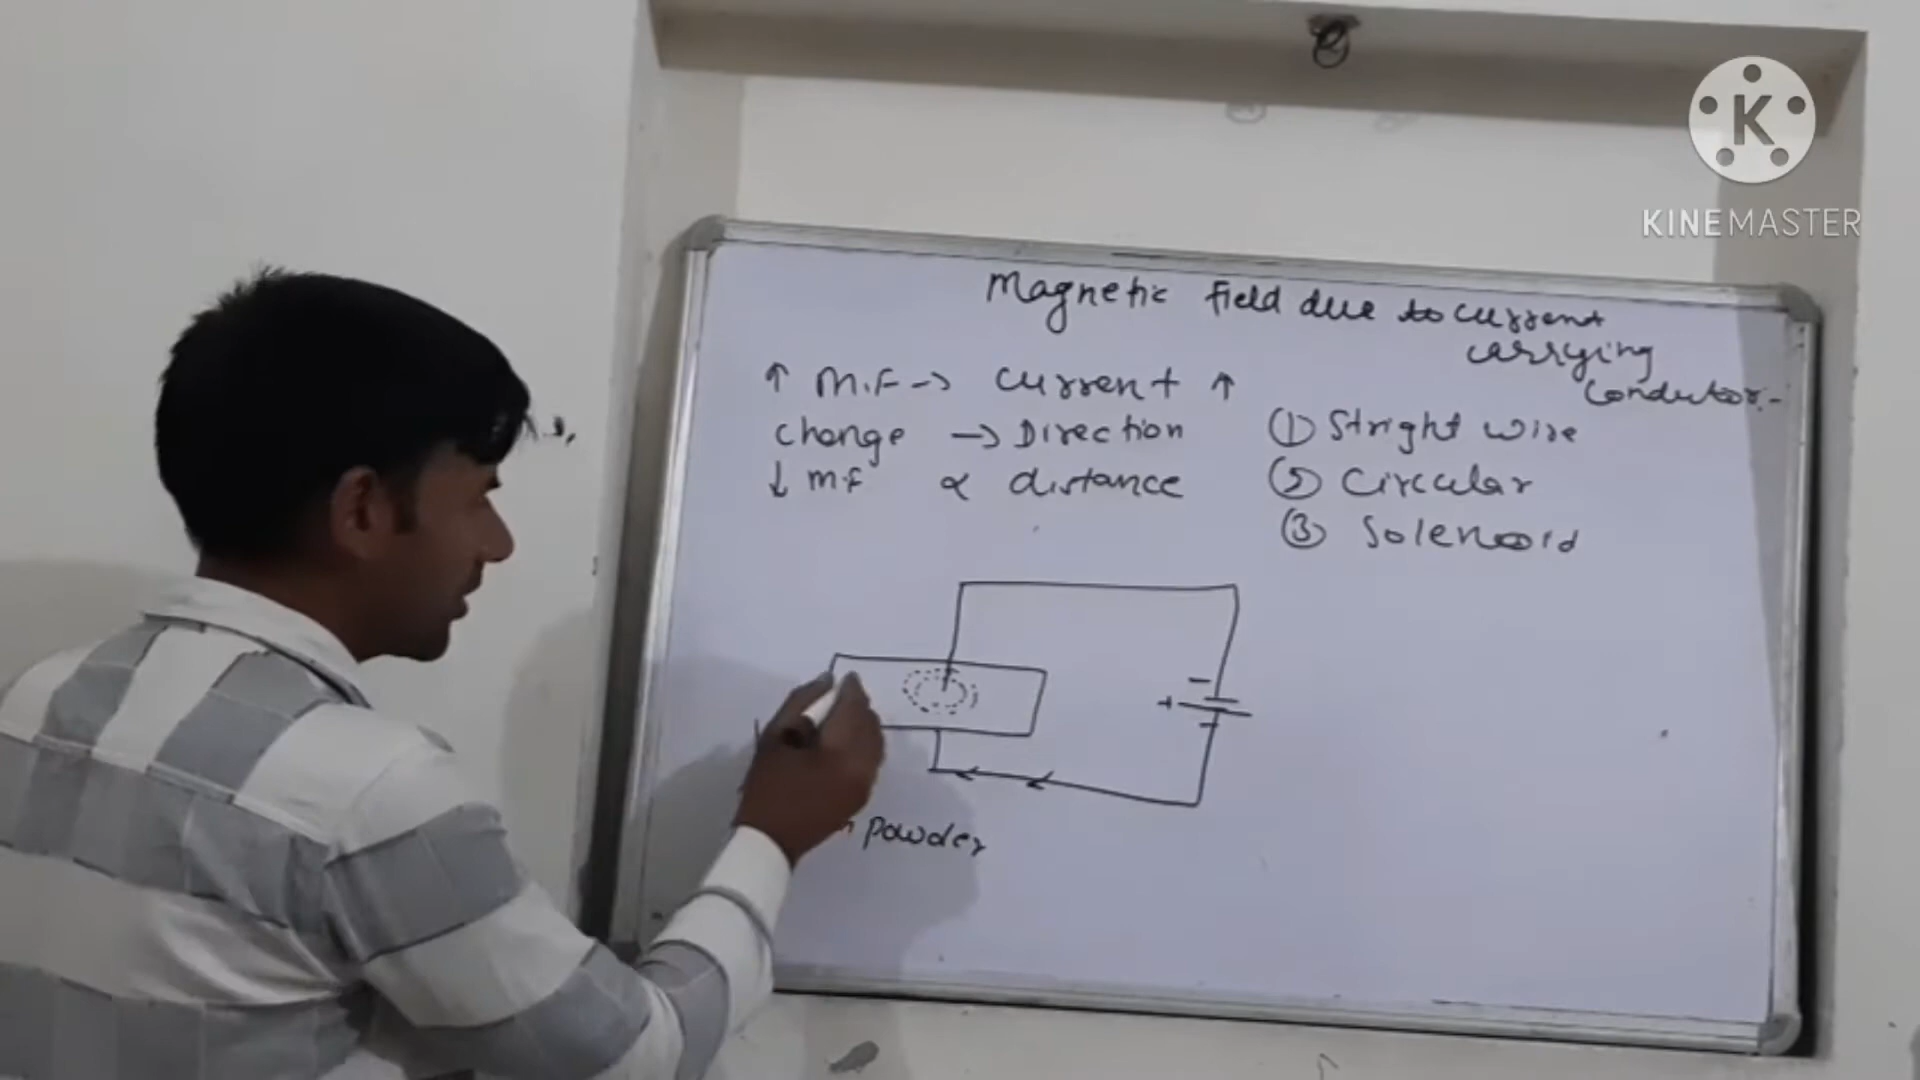 KINEMASTER
Magnetic field due to current
carrying
conductor:-
↑ M.F -> current ↑
change -> Direction
↓ m.f ∝ distance
① Stright wire
② Circular
③ Solenoid
-
+
-
powder